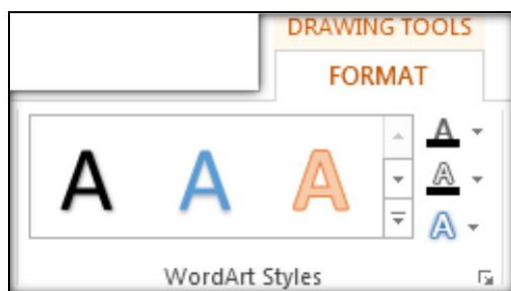 DRAWING TOOLS
FORMAT
A A A
A
A
A
WordArt Styles